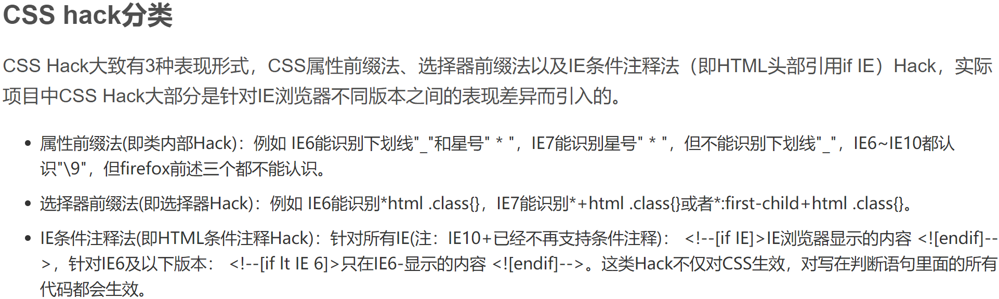 CSS hack分类
CSS Hack大致有3种表现形式，CSS属性前缀法、选择器前缀法以及IE条件注释法（即HTML头部引用if IE）Hack，实际
项目中CSS Hack大部分是针对IE浏览器不同版本之间的表现差异而引入的。
• 属性前缀法(即类内部Hack)：例如 IE6能识别下划线"_"和星号" * "，IE7能识别星号" * "，但不能识别下划线"_"，IE6~IE10都认
识"\9"，但firefox前述三个都不能认识。
• 选择器前缀法(即选择器Hack)：例如 IE6能识别*html .class{}，IE7能识别*+html .class{}或者*:first-child+html .class{}。
• IE条件注释法(即HTML条件注释Hack)：针对所有IE(注：IE10+已经不再支持条件注释)： <!--[if IE]>IE浏览器显示的内容 <![endif]--
>，针对IE6及以下版本： <!--[if lt IE 6]>只在IE6-显示的内容 <![endif]-->。这类Hack不仅对CSS生效，对写在判断语句里面的所有
代码都会生效。